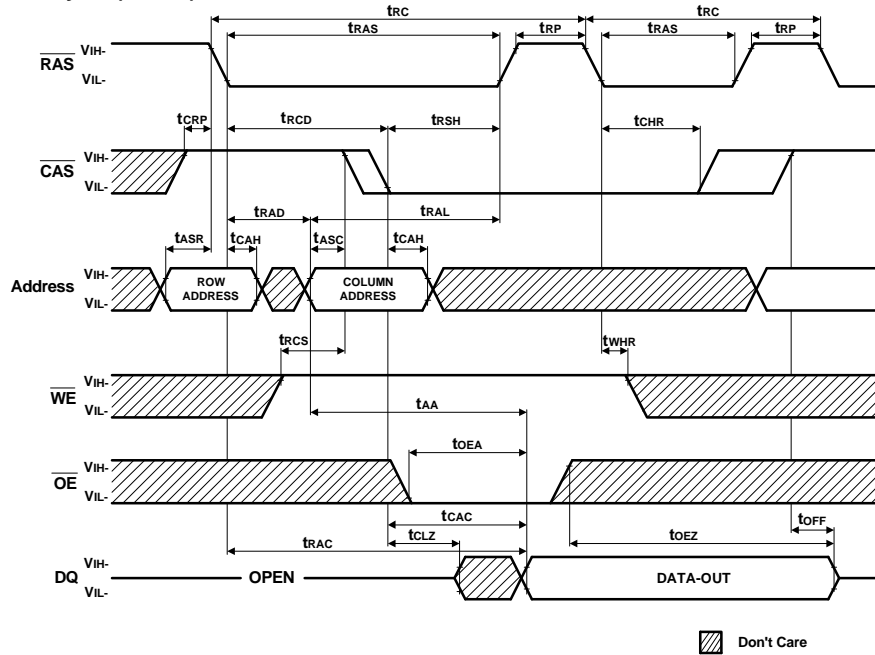 tRC tRC
tRAS tRP tRAS tRP
RAS VIH-
VIL-
tCRP tRCD tRSH tCHR
CAS VIH-
VIL-
tRAD tRAL
tASR tCAH tASC tCAH
Address VIH-
VIL-
ROW
ADDRESS
COLUMN
ADDRESS
tRCS tWHR
WE VIH-
VIL-
tAA
tOEA
OE VIH-
VIL-
tCAC tOFF
tCLZ tOEZ
tRAC
DQ VIH-
VIL-
OPEN DATA-OUT
Don't Care